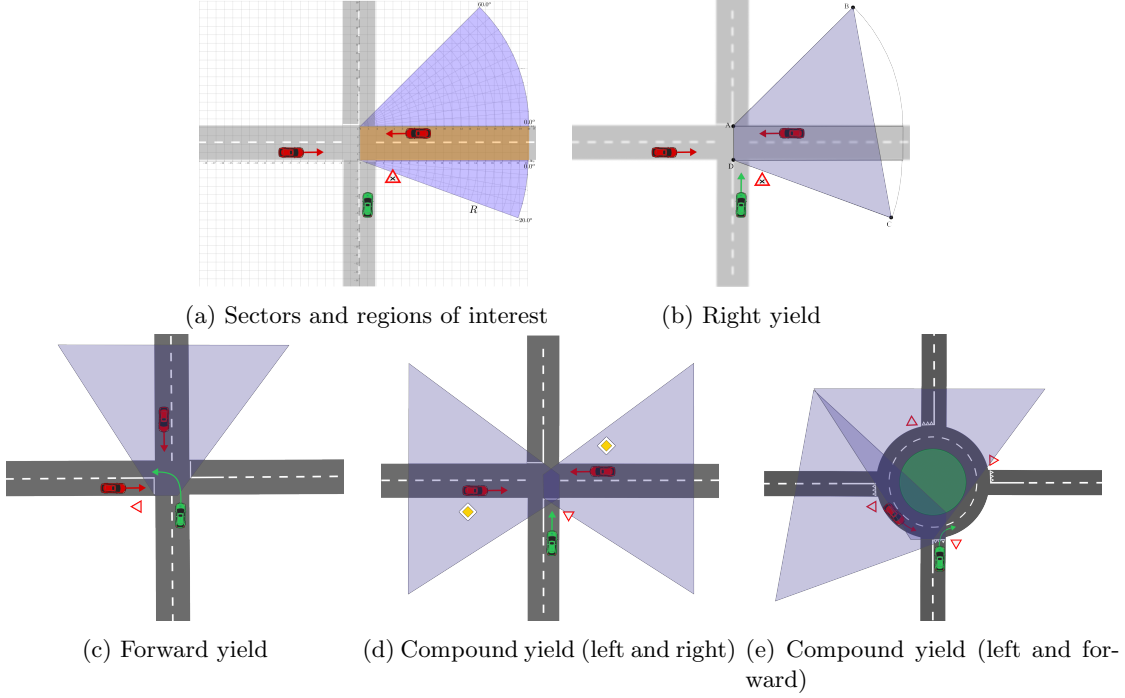 60.0°
0.0°
0.0°
R
−20.0°
B
A
D
C
(a) Sectors and regions of interest
(b) Right yield
(c) Forward yield
(d) Compound yield (left and right)
(e) Compound yield (left and for-
ward)